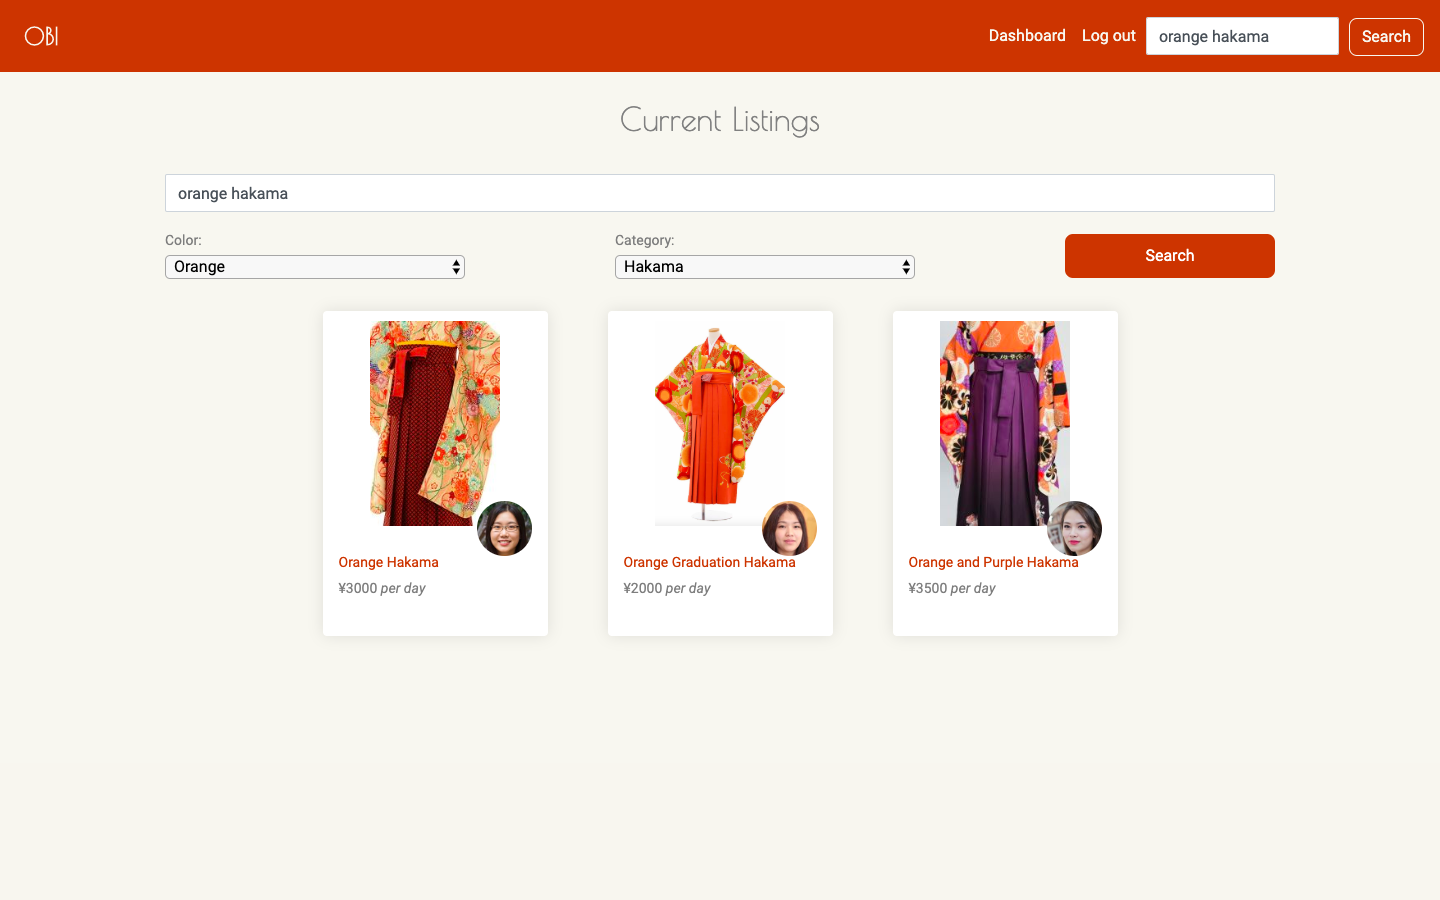 OBI
Dashboard Log out orange hakama Search
Current Listings
orange hakama
Color: Category:
Orange Hakama Search
Orange Hakama
¥3000 per day
Orange Graduation Hakama
¥2000 per day
Orange and Purple Hakama
¥3500 per day